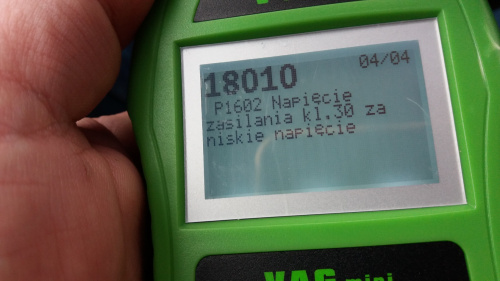 04/04
18010
P1602 Napięcie
zasilania kl.30 za
niskie napięcie
VAG mini